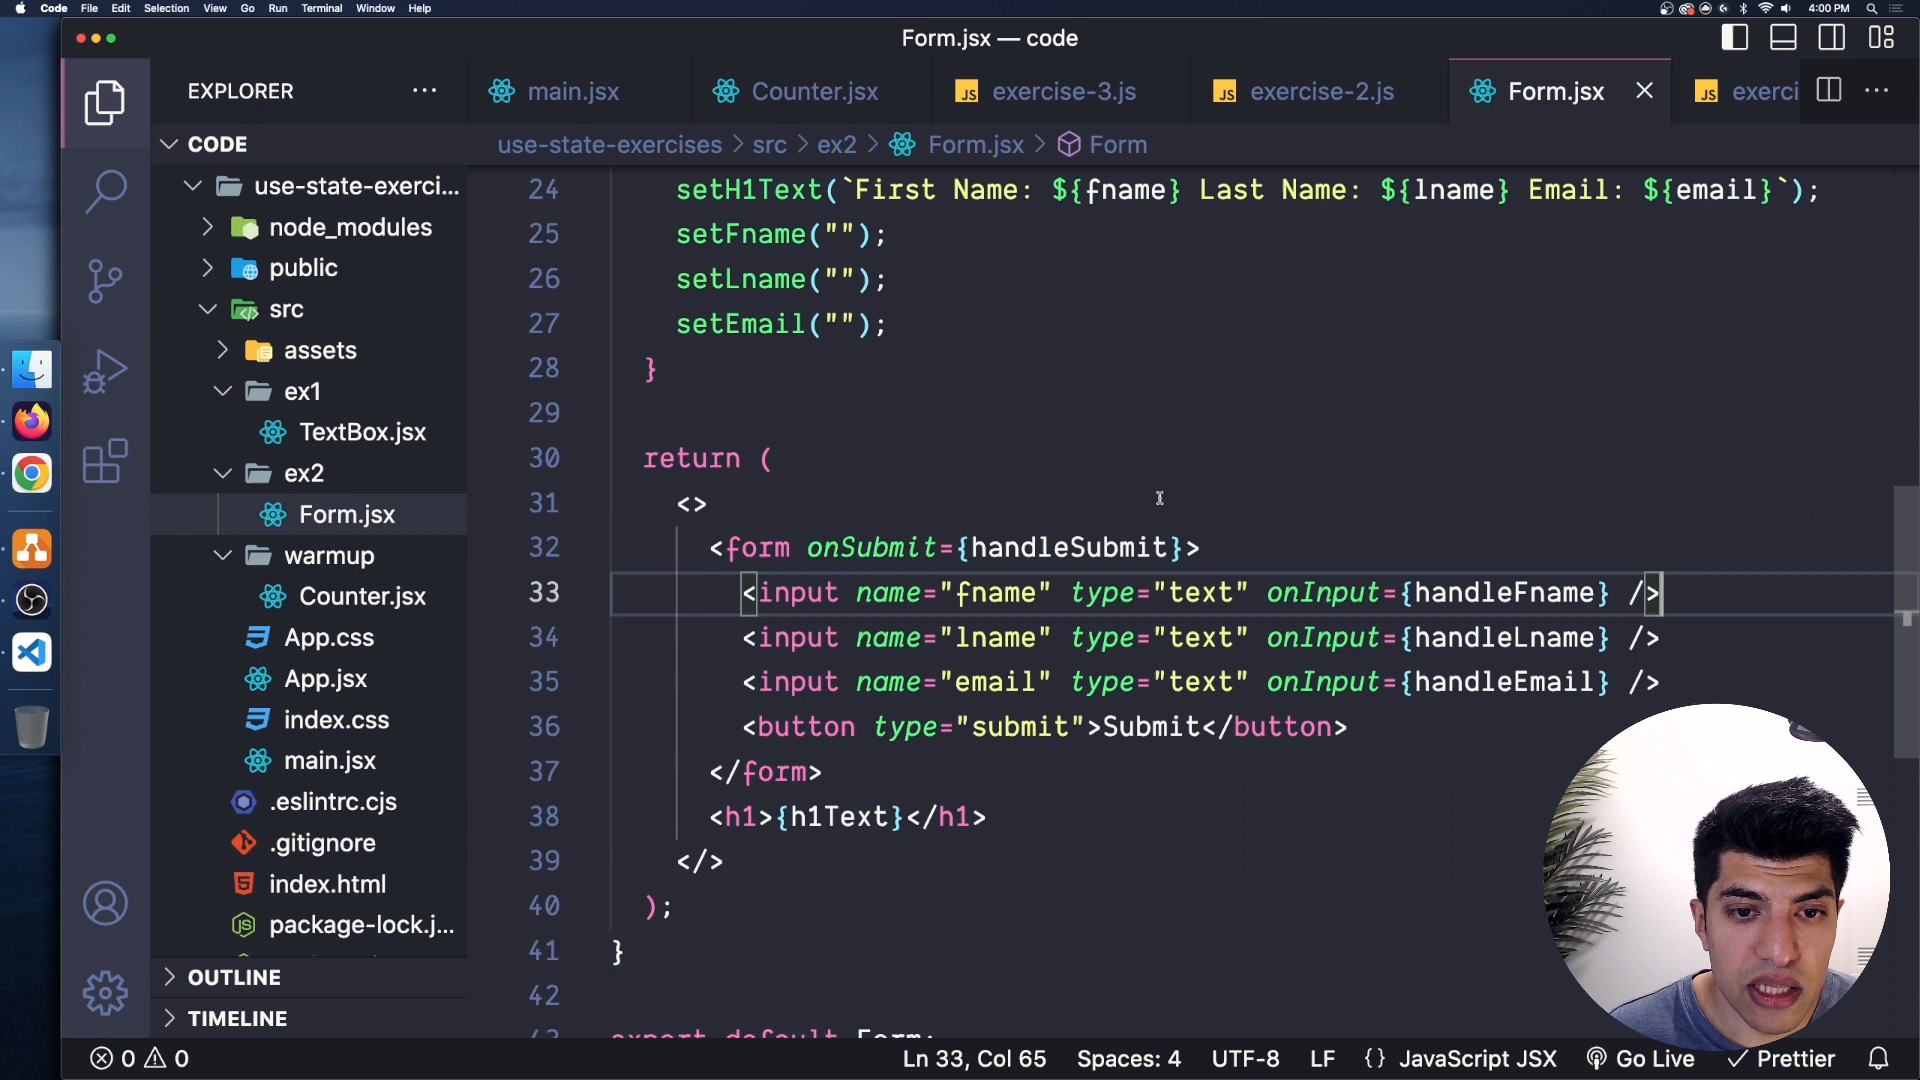 Code File Edit Selection View Go Run Terminal Window Help 4:00 PM
Form.jsx — code
EXPLORER
main.jsx
Counter.jsx
JS exercise-3.js
JS exercise-2.js
Form.jsx
JS exerci
use-state-exercises > src > ex2 > Form.jsx > Form
CODE
use-state-exerci...
node_modules
public
src
assets
ex1
TextBox.jsx
ex2
Form.jsx
warmup
Counter.jsx
App.css
App.jsx
index.css
main.jsx
.eslintrc.cjs
.gitignore
index.html
package-lock.j...
OUTLINE
TIMELINE
24 setH1Text(`First Name: ${fname} Last Name: ${lname} Email: ${email}`);
25 setFname("");
26 setLname("");
27 setEmail("");
28 }
29
30 return (
31 <>
32 <form onSubmit={handleSubmit}>
33 <input name="fname" type="text" onInput={handleFname} />
34 <input name="lname" type="text" onInput={handleLname} />
35 <input name="email" type="text" onInput={handleEmail} />
36 <button type="submit">Submit</button>
37 </form>
38 <h1>{h1Text}</h1>
39 </>
40 );
41 }
42
43 export default Form;
0 0 Ln 33, Col 65 Spaces: 4 UTF-8 LF {} JavaScript JSX Go Live Prettier